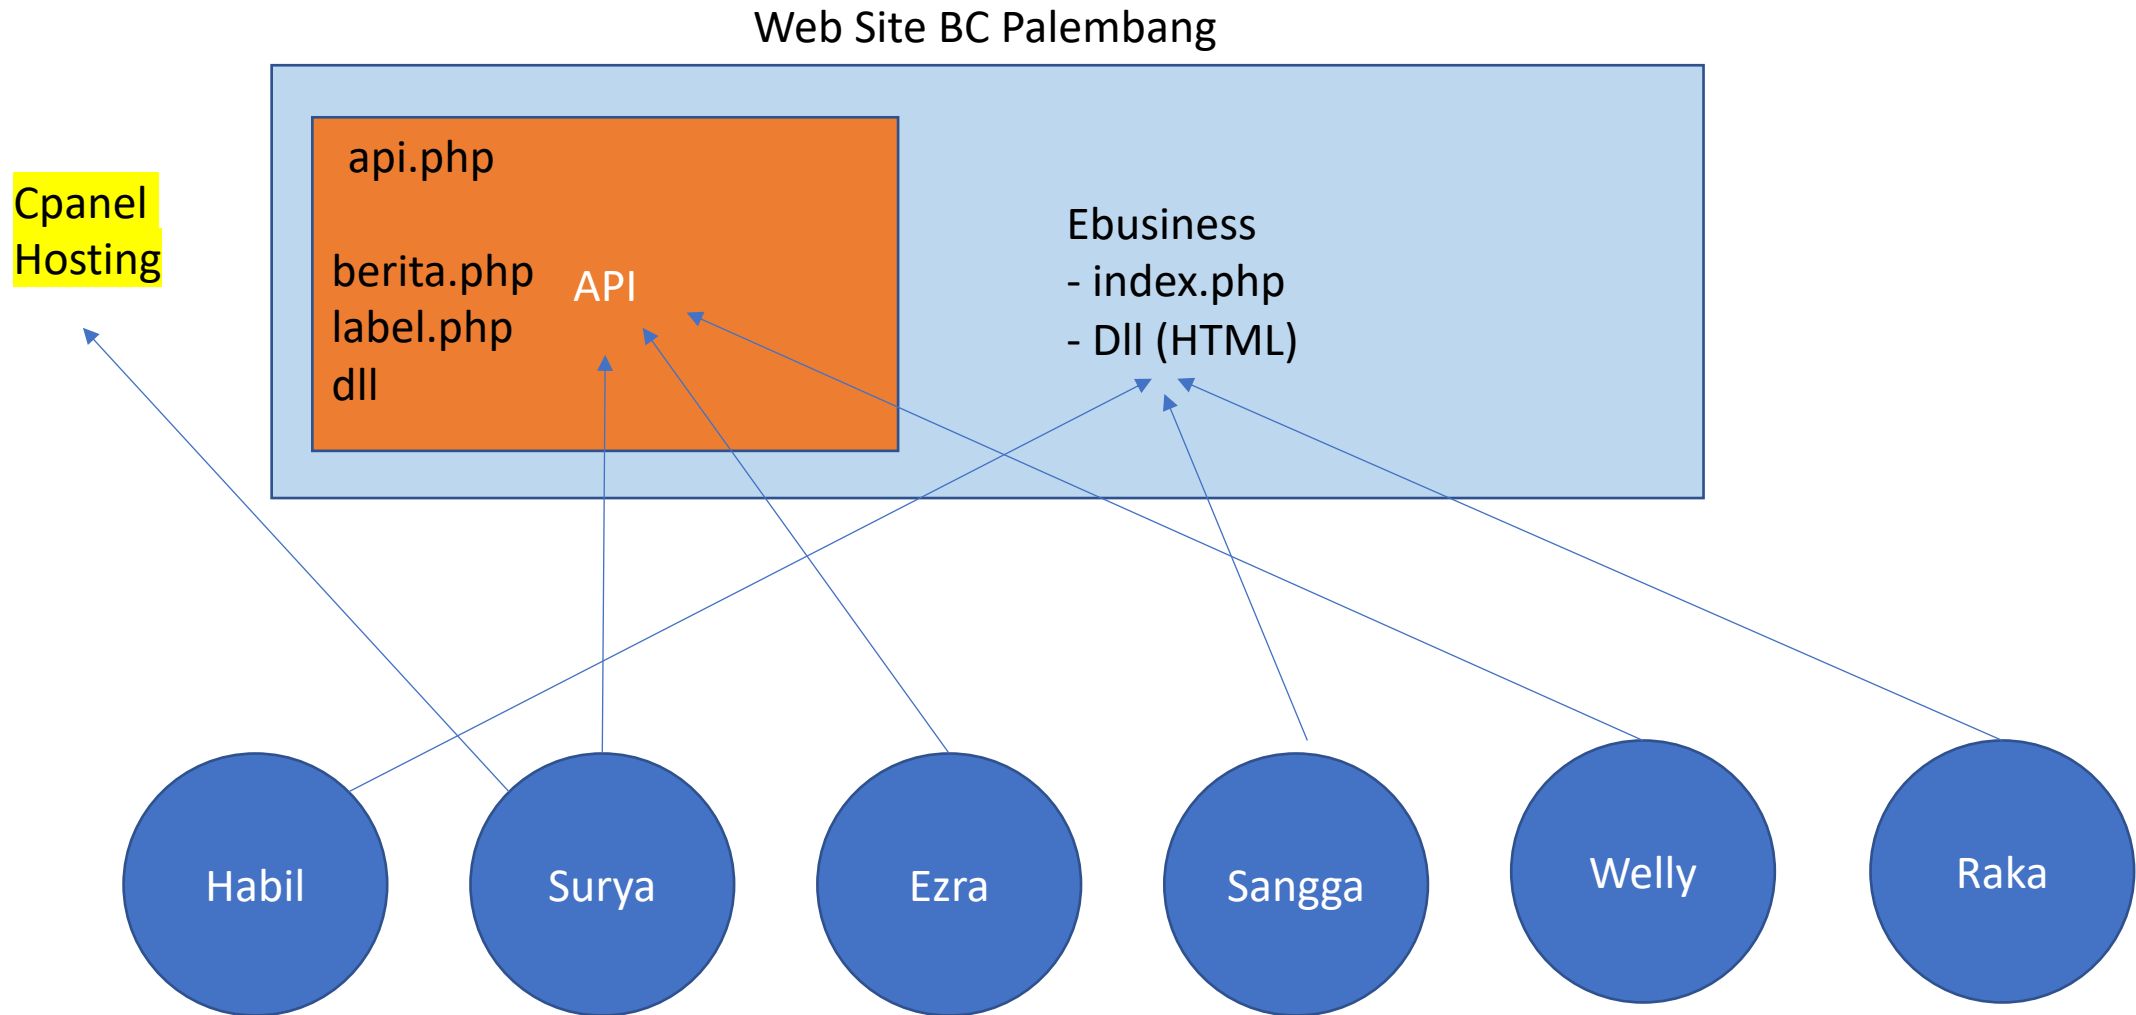 Web Site BC Palembang
Cpanel
Hosting
api.php
berita.php
label.php
dll
API
Ebusiness
- index.php
- Dll (HTML)
Habil
Surya
Ezra
Sangga
Welly
Raka